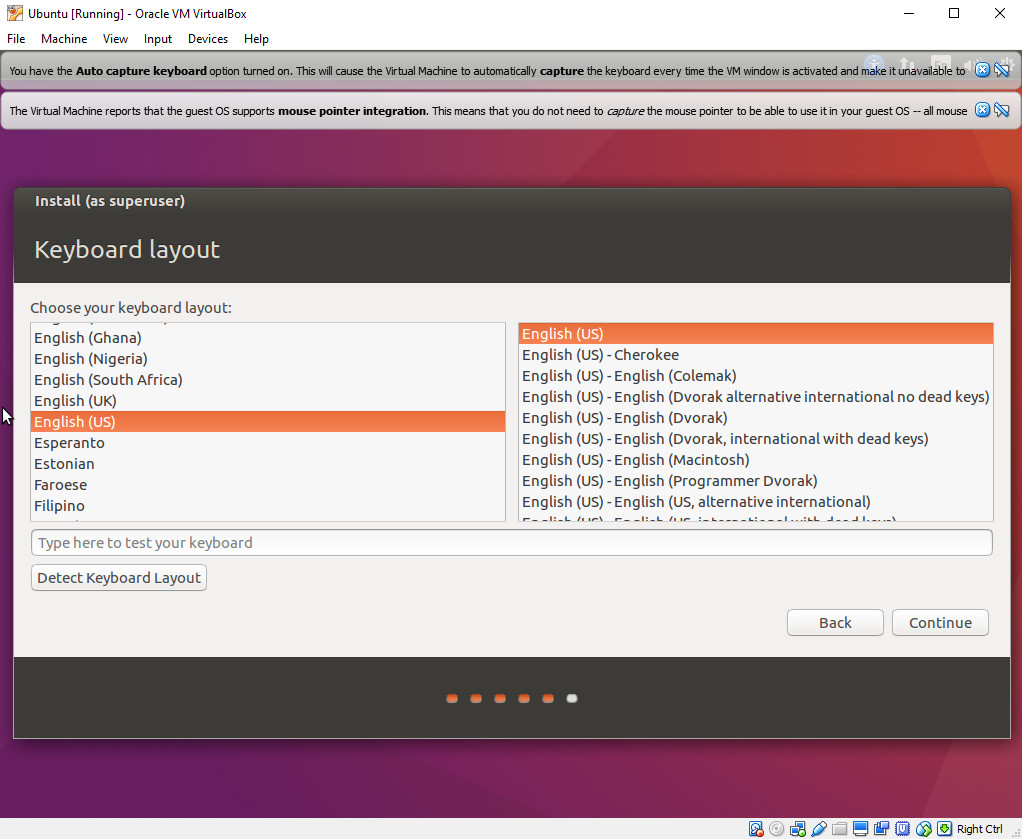 Ubuntu [Running] - Oracle VM VirtualBox
File Machine View Input Devices Help
You have the Auto capture keyboard option turned on. This will cause the Virtual Machine to automatically capture the keyboard every time the VM window is activated and make it unavailable to
The Virtual Machine reports that the guest OS supports mouse pointer integration. This means that you do not need to capture the mouse pointer to be able to use it in your guest OS -- all mouse
Install (as superuser)
Keyboard layout
Choose your keyboard layout:
English (Ghana)
English (Nigeria)
English (South Africa)
English (UK)
English (US)
Esperanto
Estonian
Faroese
Filipino
English (US)
English (US) - Cherokee
English (US) - English (Colemak)
English (US) - English (Dvorak alternative international no dead keys)
English (US) - English (Dvorak)
English (US) - English (Dvorak, international with dead keys)
English (US) - English (Macintosh)
English (US) - English (Programmer Dvorak)
English (US) - English (US, alternative international)
English (US) - English (US, international with dead keys)
Type here to test your keyboard
Detect Keyboard Layout
Back
Continue
Right Ctrl